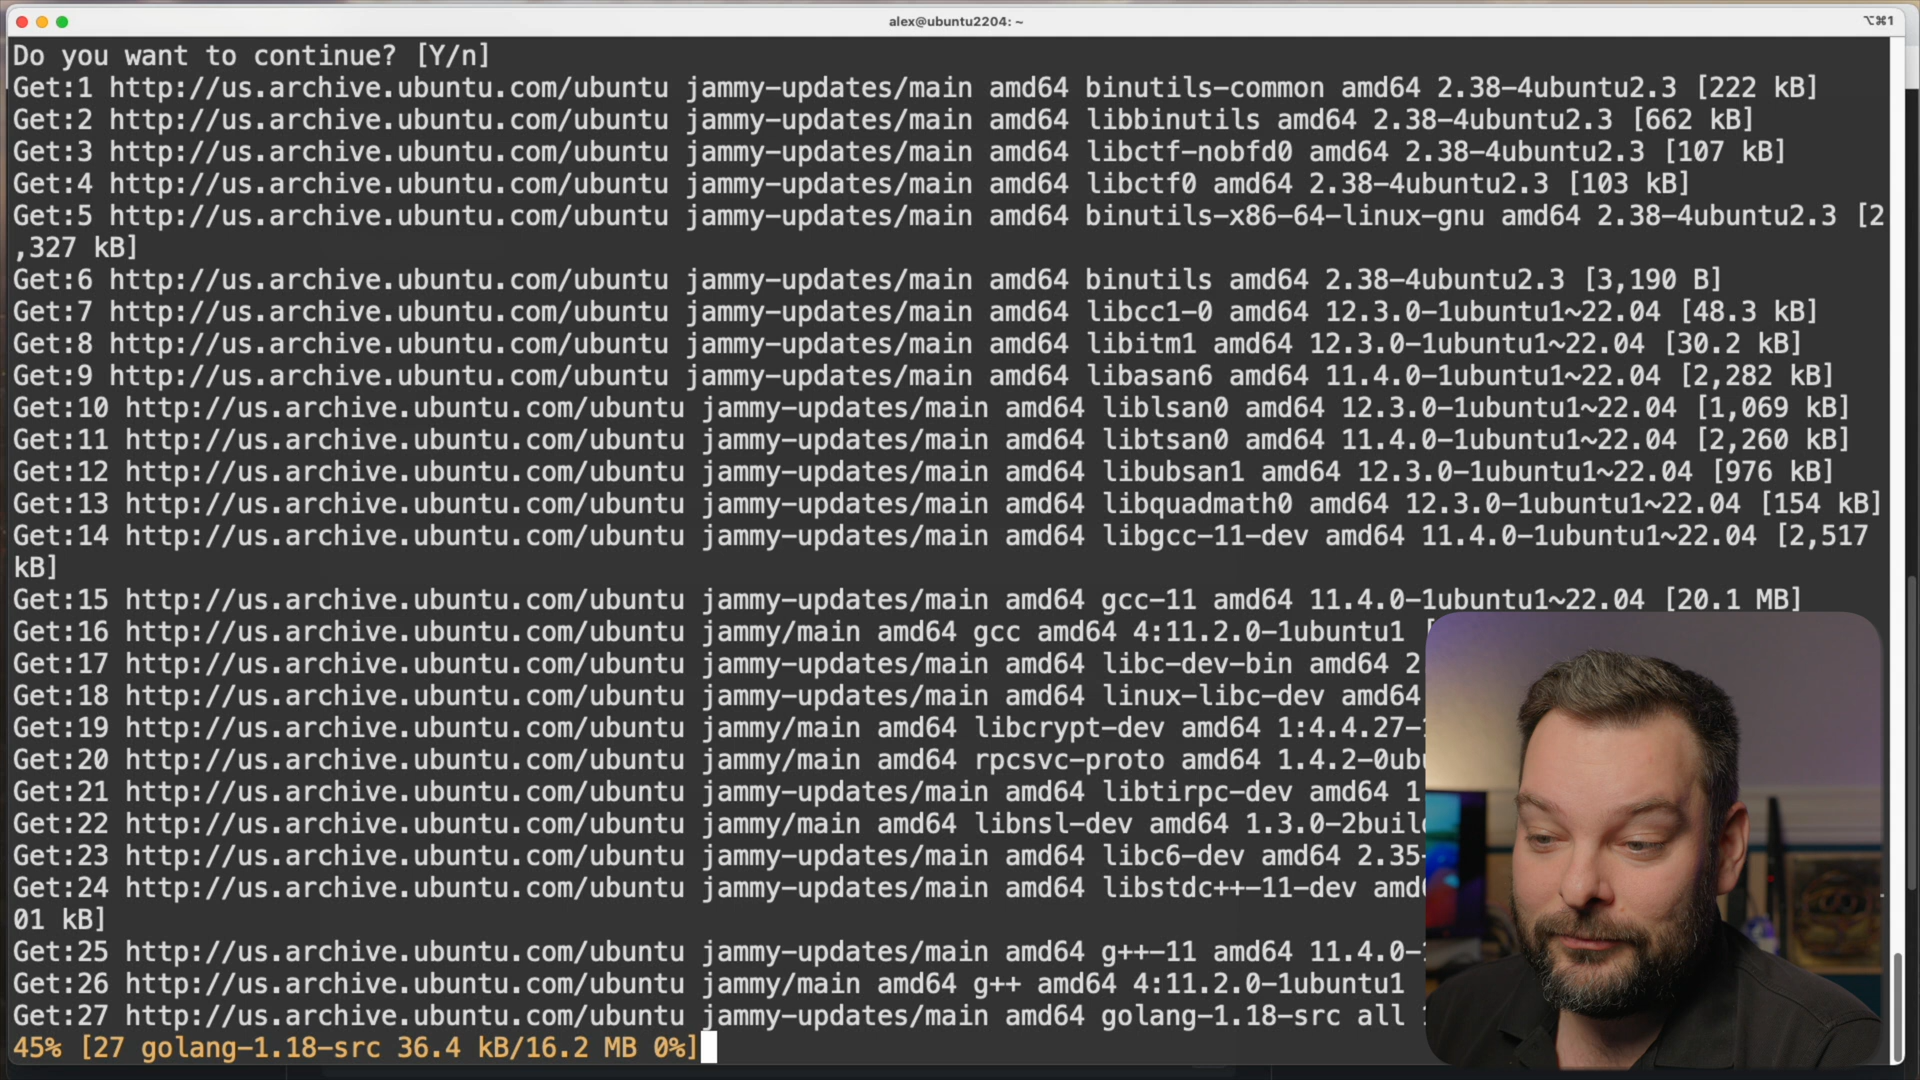 alex@ubuntu2204: ~
⌥⌘1
Do you want to continue? [Y/n]
Get:1 http://us.archive.ubuntu.com/ubuntu jammy-updates/main amd64 binutils-common amd64 2.38-4ubuntu2.3 [222 kB]
Get:2 http://us.archive.ubuntu.com/ubuntu jammy-updates/main amd64 libbinutils amd64 2.38-4ubuntu2.3 [662 kB]
Get:3 http://us.archive.ubuntu.com/ubuntu jammy-updates/main amd64 libctf-nobfd0 amd64 2.38-4ubuntu2.3 [107 kB]
Get:4 http://us.archive.ubuntu.com/ubuntu jammy-updates/main amd64 libctf0 amd64 2.38-4ubuntu2.3 [103 kB]
Get:5 http://us.archive.ubuntu.com/ubuntu jammy-updates/main amd64 binutils-x86-64-linux-gnu amd64 2.38-4ubuntu2.3 [2
,327 kB]
Get:6 http://us.archive.ubuntu.com/ubuntu jammy-updates/main amd64 binutils amd64 2.38-4ubuntu2.3 [3,190 B]
Get:7 http://us.archive.ubuntu.com/ubuntu jammy-updates/main amd64 libcc1-0 amd64 12.3.0-1ubuntu1~22.04 [48.3 kB]
Get:8 http://us.archive.ubuntu.com/ubuntu jammy-updates/main amd64 libitm1 amd64 12.3.0-1ubuntu1~22.04 [30.2 kB]
Get:9 http://us.archive.ubuntu.com/ubuntu jammy-updates/main amd64 libasan6 amd64 11.4.0-1ubuntu1~22.04 [2,282 kB]
Get:10 http://us.archive.ubuntu.com/ubuntu jammy-updates/main amd64 liblsan0 amd64 12.3.0-1ubuntu1~22.04 [1,069 kB]
Get:11 http://us.archive.ubuntu.com/ubuntu jammy-updates/main amd64 libtsan0 amd64 11.4.0-1ubuntu1~22.04 [2,260 kB]
Get:12 http://us.archive.ubuntu.com/ubuntu jammy-updates/main amd64 libubsan1 amd64 12.3.0-1ubuntu1~22.04 [976 kB]
Get:13 http://us.archive.ubuntu.com/ubuntu jammy-updates/main amd64 libquadmath0 amd64 12.3.0-1ubuntu1~22.04 [154 kB]
Get:14 http://us.archive.ubuntu.com/ubuntu jammy-updates/main amd64 libgcc-11-dev amd64 11.4.0-1ubuntu1~22.04 [2,517
kB]
Get:15 http://us.archive.ubuntu.com/ubuntu jammy-updates/main amd64 gcc-11 amd64 11.4.0-1ubuntu1~22.04 [20.1 MB]
Get:16 http://us.archive.ubuntu.com/ubuntu jammy/main amd64 gcc amd64 4:11.2.0-1ubuntu1 [
Get:17 http://us.archive.ubuntu.com/ubuntu jammy-updates/main amd64 libc-dev-bin amd64 2
Get:18 http://us.archive.ubuntu.com/ubuntu jammy-updates/main amd64 linux-libc-dev amd64
Get:19 http://us.archive.ubuntu.com/ubuntu jammy/main amd64 libcrypt-dev amd64 1:4.4.27-
Get:20 http://us.archive.ubuntu.com/ubuntu jammy/main amd64 rpcsvc-proto amd64 1.4.2-0ub
Get:21 http://us.archive.ubuntu.com/ubuntu jammy-updates/main amd64 libtirpc-dev amd64 1
Get:22 http://us.archive.ubuntu.com/ubuntu jammy/main amd64 libnsl-dev amd64 1.3.0-2buil
Get:23 http://us.archive.ubuntu.com/ubuntu jammy-updates/main amd64 libc6-dev amd64 2.35-
Get:24 http://us.archive.ubuntu.com/ubuntu jammy-updates/main amd64 libstdc++-11-dev amd
01 kB]
Get:25 http://us.archive.ubuntu.com/ubuntu jammy-updates/main amd64 g++-11 amd64 11.4.0-
Get:26 http://us.archive.ubuntu.com/ubuntu jammy/main amd64 g++ amd64 4:11.2.0-1ubuntu1
Get:27 http://us.archive.ubuntu.com/ubuntu jammy-updates/main amd64 golang-1.18-src all
45% [27 golang-1.18-src 36.4 kB/16.2 MB 0%]